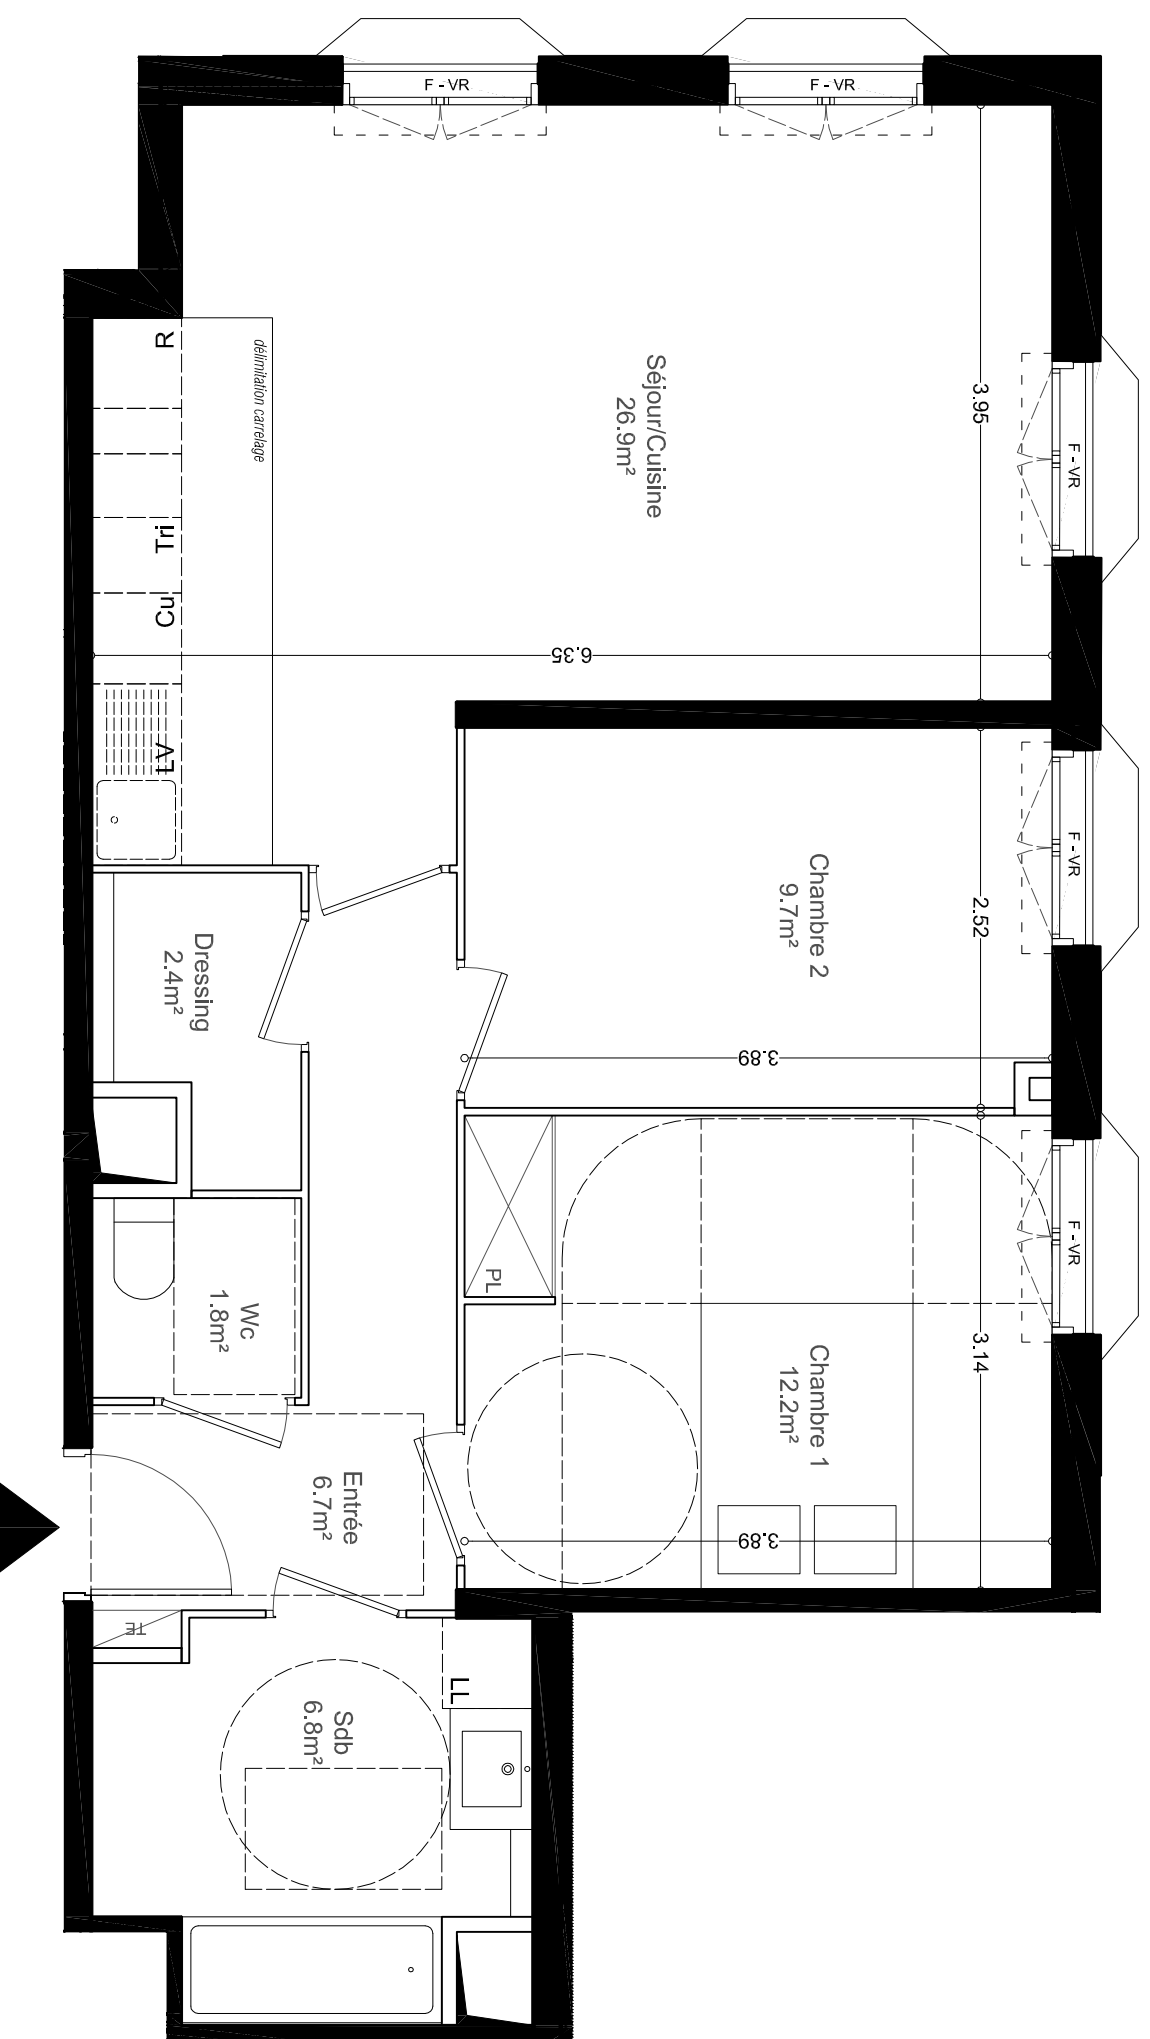 F - VR
F - VR
3.95
F - VR
Séjour/Cuisine
26.9m²
délimitation carrelage
R
Tri
Cu
LV
6.35
Chambre 2
9.7m²
2.52
F - VR
3.89
Dressing
2.4m²
PL
Wc
1.8m²
Chambre 1
12.2m²
3.14
F - VR
3.89
Entrée
6.7m²
TE
LL
Sdb
6.8m²